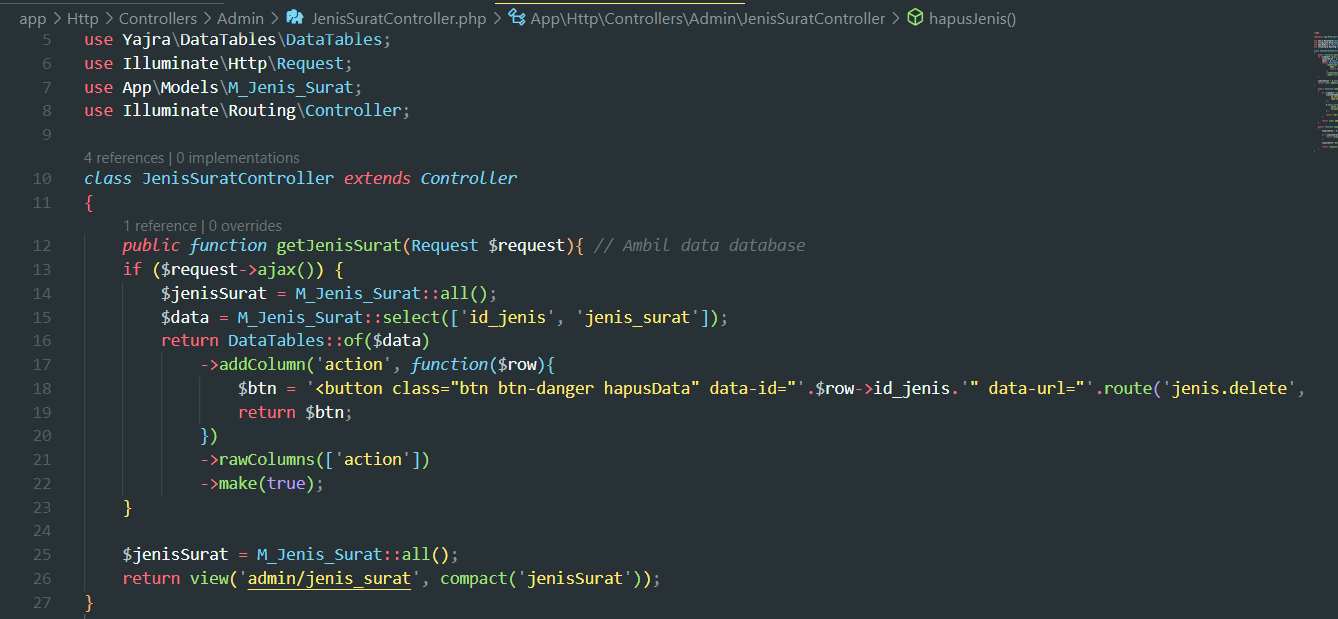 app > Http > Controllers > Admin > JenisSuratController.php > App\Http\Controllers\Admin\JenisSuratController > hapusJenis()
5 use Yajra\DataTables\DataTables;
6 use Illuminate\Http\Request;
7 use App\Models\M_Jenis_Surat;
8 use Illuminate\Routing\Controller;
9
4 references | 0 implementations
10 class JenisSuratController extends Controller
11 {
1 reference | 0 overrides
12 public function getJenisSurat(Request $request){ // Ambil data database
13 if ($request->ajax()) {
14 $jenisSurat = M_Jenis_Surat::all();
15 $data = M_Jenis_Surat::select(['id_jenis', 'jenis_surat']);
16 return DataTables::of($data)
17 ->addColumn('action', function($row){
18 $btn = '<button class="btn btn-danger hapusData" data-id="'.$row->id_jenis.'" data-url="'.route('jenis.delete',
19 return $btn;
20 })
21 ->rawColumns(['action'])
22 ->make(true);
23 }
24
25 $jenisSurat = M_Jenis_Surat::all();
26 return view('admin/jenis_surat', compact('jenisSurat'));
27 }